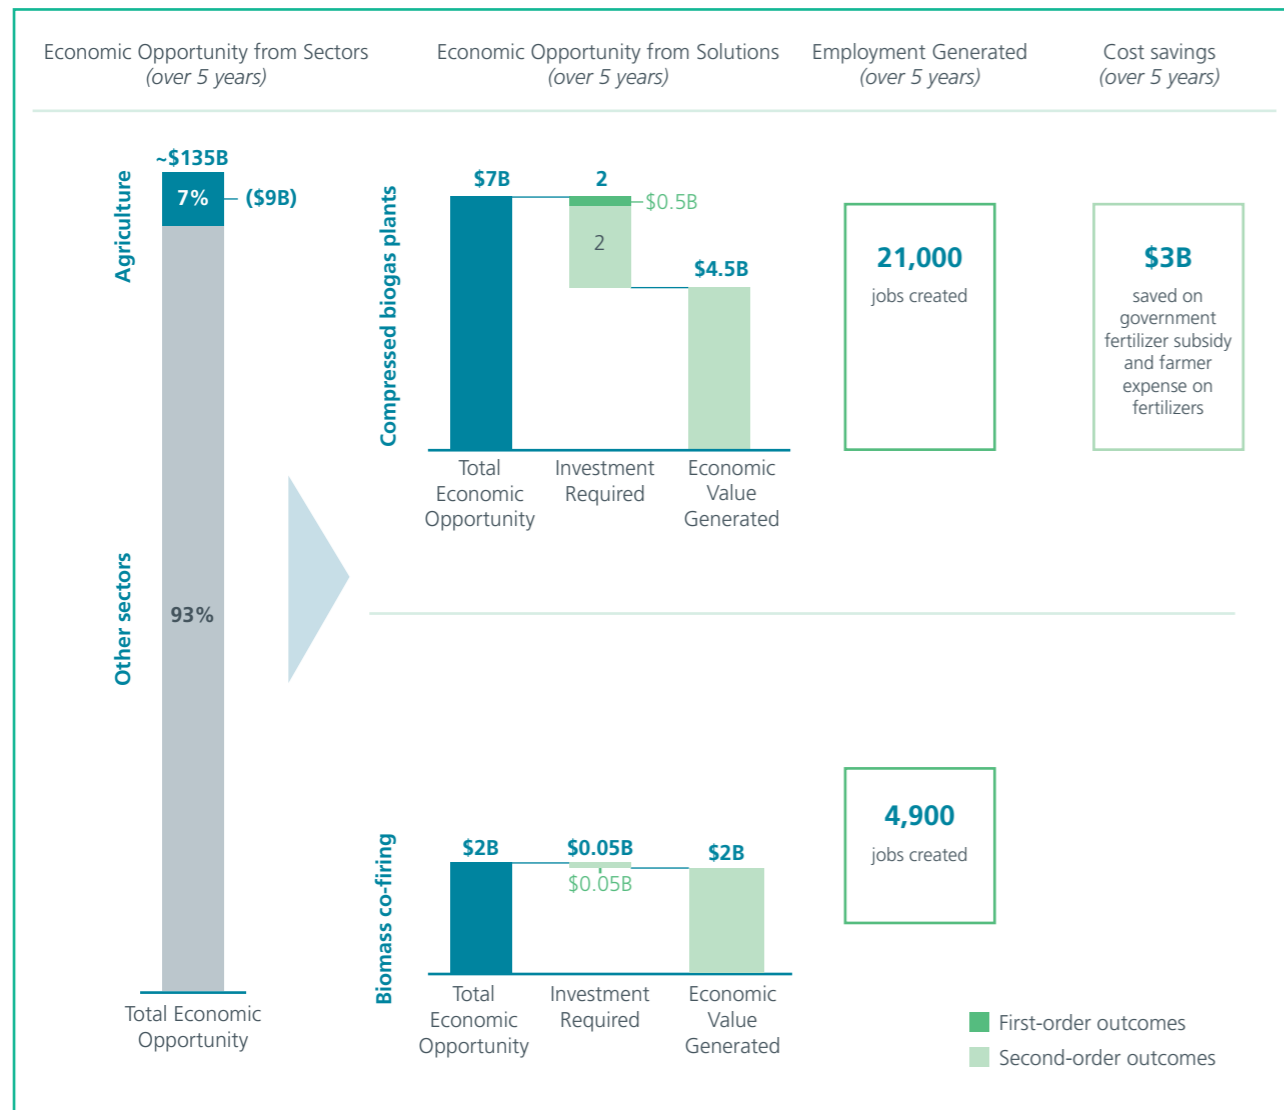 Economic Opportunity from Sectors
(over 5 years)
Economic Opportunity from Solutions
(over 5 years)
Employment Generated
(over 5 years)
Cost savings
(over 5 years)
Agriculture
Other sectors
~$135B
7%
($9B)
93%
Total Economic
Opportunity
Compressed biogas plants
$7B
2
$0.5B
2
$4.5B
Total
Economic
Opportunity
Investment
Required
Economic
Value
Generated
21,000
jobs created
$3B
saved on
government
fertilizer subsidy
and farmer
expense on
fertilizers
Biomass co-firing
$2B
$0.05B
$0.05B
$2B
Total
Economic
Opportunity
Investment
Required
Economic
Value
Generated
4,900
jobs created
First-order outcomes
Second-order outcomes